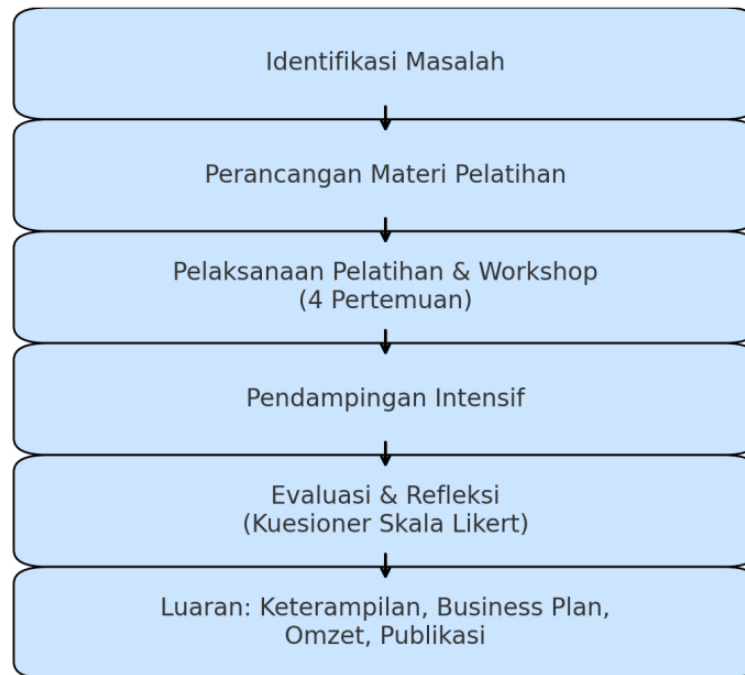 Identifikasi Masalah
Perancangan Materi Pelatihan
Pelaksanaan Pelatihan & Workshop
(4 Pertemuan)
Pendampingan Intensif
Evaluasi & Refleksi
(Kuesioner Skala Likert)
Luaran: Keterampilan, Business Plan,
Omzet, Publikasi